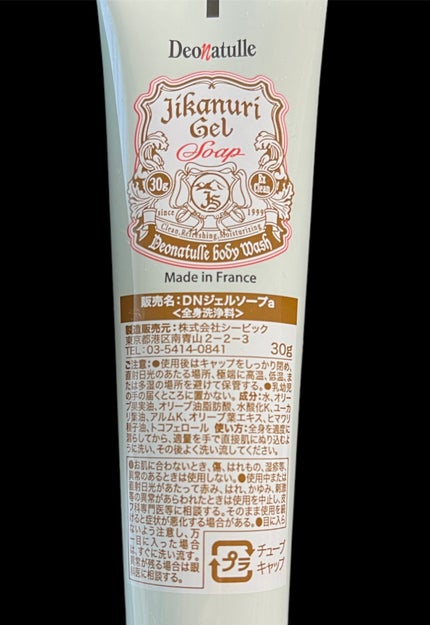 Deonatulle
Jikanuri
Gel
Soap
30g
Ex
Clean
JS
since 1999
Clean.Refreshing.Moisturizing.
Deonatulle body Wash
Made in France
販売名：DNジェルソープa
＜全身洗浄料＞
製造販売元：株式会社シービック
東京都港区南青山2－2－3
TEL：03-5414-0841
30g
ご注意：●使用後はキャップをしっかり閉め、
直射日光のあたる場所、極端に高温、低温、ま
たは多湿の場所を避けて保管する。●乳幼児
の手の届くところに置かない。成分：水、オリー
ブ果実油、オリーブ油脂肪酸、水酸化K、ユーカ
リ葉油、アルムK、オリーブ葉エキス、ヒマワリ
種子油、トコフェロール 使い方：全身を適度に
濡らしてから、適量を手で直接肌にぬり込むよ
うに洗い、その後よく洗い流してください。
●お肌に合わないとき、傷、はれもの、湿疹等、
異常のあるときは使用しない。●使用中または
直射日光があたって赤み、はれ、かゆみ、刺激
等の異常があらわれたときは使用を中止し、皮
フ科専門医等に相談する。そのまま使用を続
けると症状が悪化する場合がある。●目に入ら
ないよう注意し、万
一目に入った場合
は、すぐに洗い流す。
異常が残る場合は眼
科医に相談する。
プラ
チューブ
キャップ